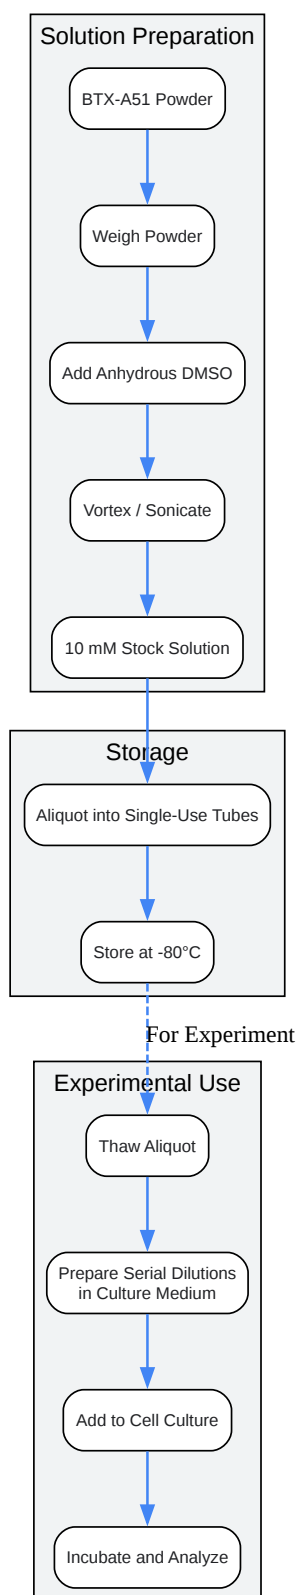 Solution Preparation
BTX-A51 Powder
Weigh Powder
Add Anhydrous DMSO
Vortex / Sonicate
10 mM Stock Solution
Storage
Aliquot into Single-Use Tubes
Store at -80°C
For Experiment
Experimental Use
Thaw Aliquot
Prepare Serial Dilutions
in Culture Medium
Add to Cell Culture
Incubate and Analyze